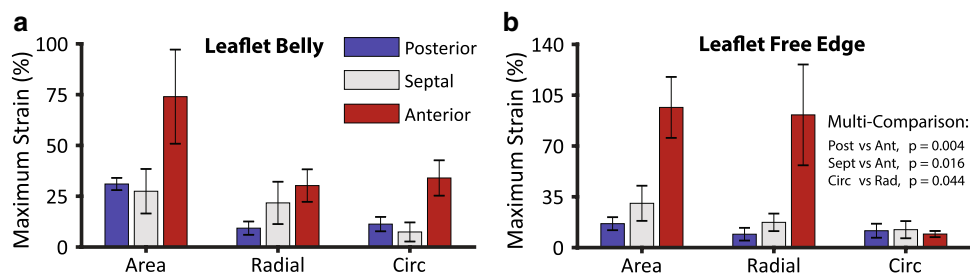 a
Leaflet Belly
Maximum Strain (%)
100
75
50
25
0
Posterior
Septal
Anterior
Area
Radial
Circ
b
Leaflet Free Edge
Maximum Strain (%)
140
105
70
35
0
Multi-Comparison:
Post vs Ant, p = 0.004
Sept vs Ant, p = 0.016
Circ vs Rad, p = 0.044
Area
Radial
Circ